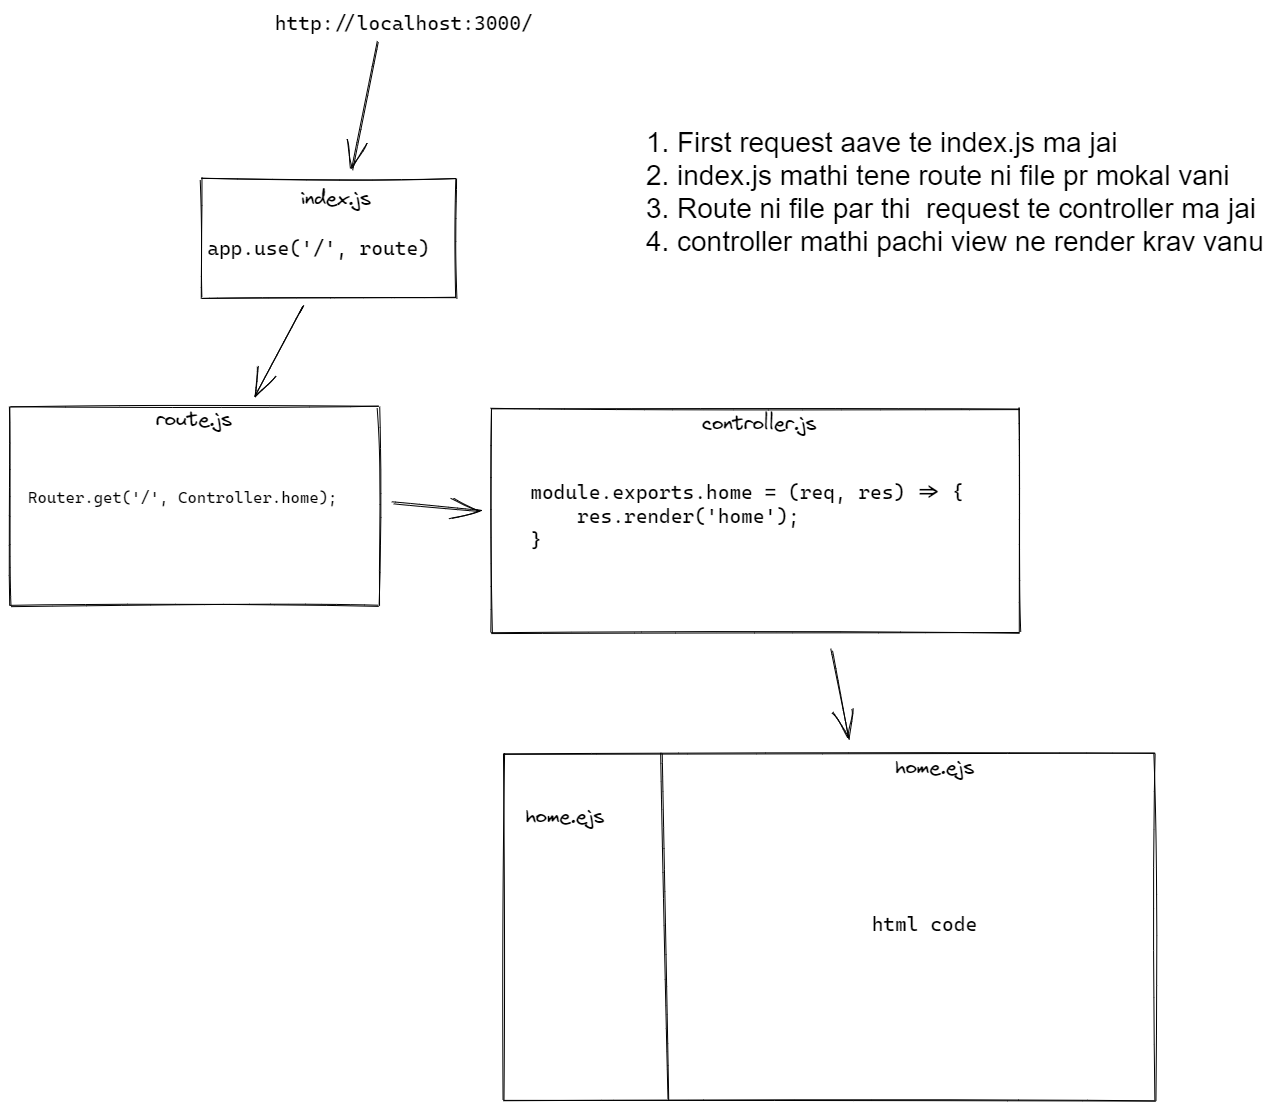 http://localhost:3000/
1. First request aave te index.js ma jai
2. index.js mathi tene route ni file pr mokal vani
3. Route ni file par thi  request te controller ma jai
4. controller mathi pachi view ne render krav vanu
index.js
app.use('/', route)
route.js
Router.get('/', Controller.home);
controller.js
module.exports.home = (req, res) => {
    res.render('home');
}
home.ejs
home.ejs
html code